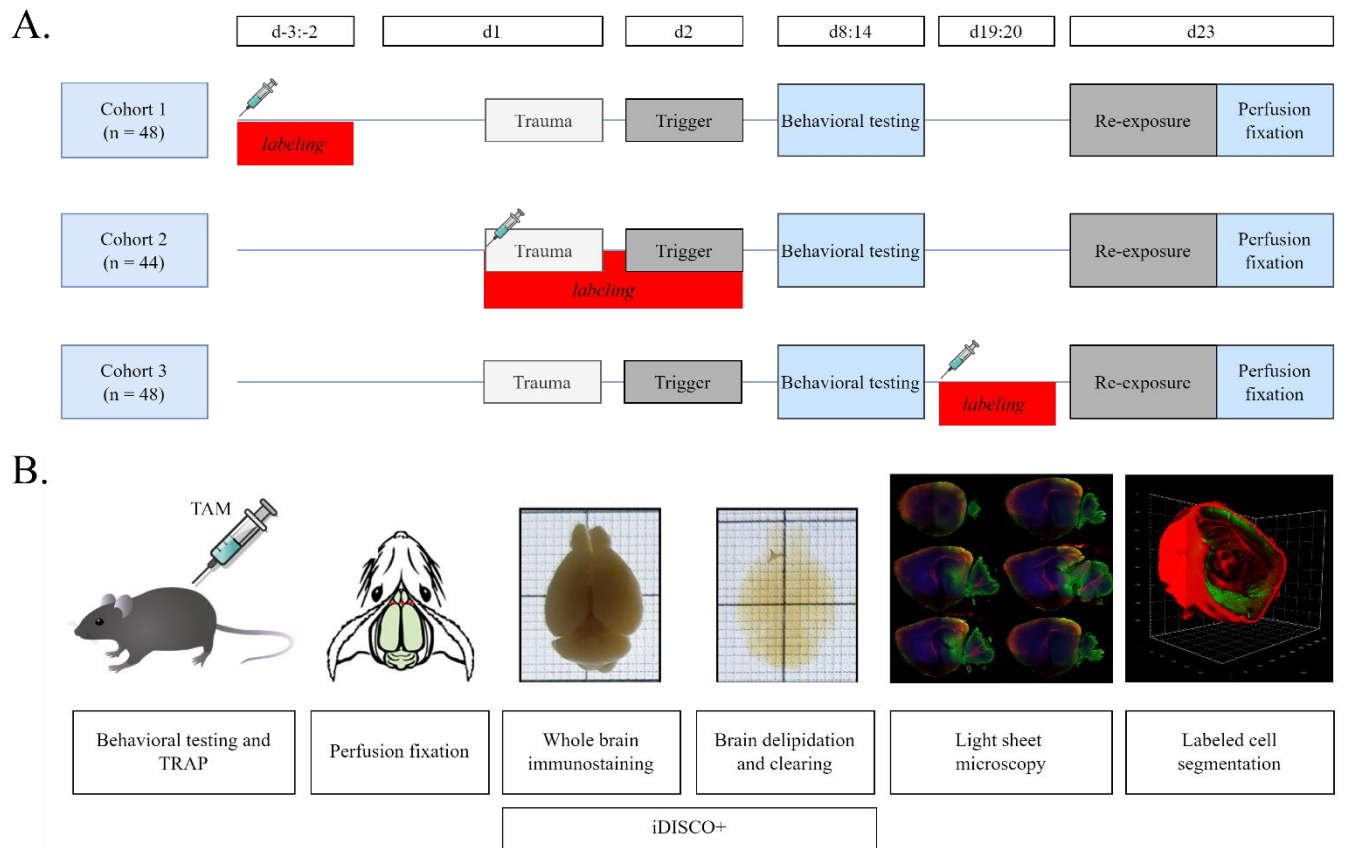 A.
d-3:-2
d1
d2
d8:14
d19:20
d23
Cohort 1
(n = 48)
labeling
Trauma
Trigger
Behavioral testing
Re-exposure
Perfusion
fixation
Cohort 2
(n = 44)
Trauma
Trigger
labeling
Behavioral testing
Re-exposure
Perfusion
fixation
Cohort 3
(n = 48)
Trauma
Trigger
Behavioral testing
labeling
Re-exposure
Perfusion
fixation
B.
TAM
Behavioral testing and
TRAP
Perfusion fixation
Whole brain
immunostaining
Brain delipidation
and clearing
Light sheet
microscopy
Labeled cell
segmentation
iDISCO+